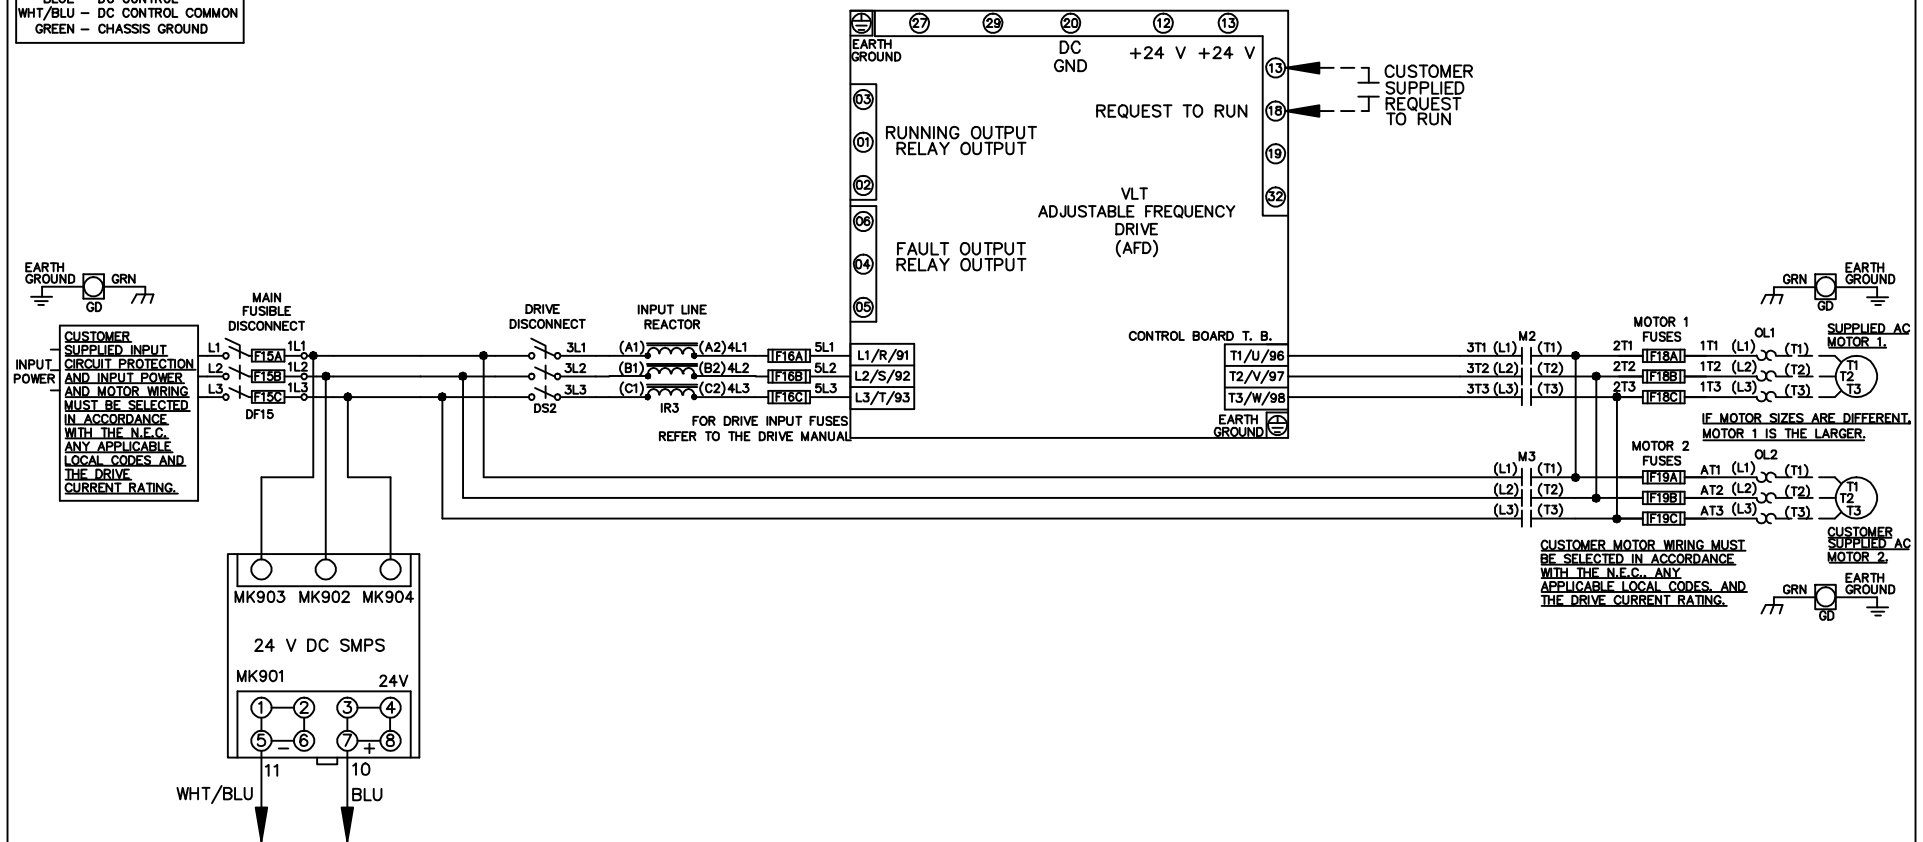 WHT/BLU – DC CONTROL COMMON
GREEN – CHASSIS GROUND
27 29 20 12 13
EARTH
GROUND
DC
GND
+24 V +24 V
13
18
19
32
REQUEST TO RUN
CUSTOMER
SUPPLIED
REQUEST
TO RUN
03
01
02
RUNNING OUTPUT
RELAY OUTPUT
06
04
05
FAULT OUTPUT
RELAY OUTPUT
VLT
ADJUSTABLE FREQUENCY
DRIVE
(AFD)
CONTROL BOARD T. B.
L1/R/91
L2/S/92
L3/T/93
T1/U/96
T2/V/97
T3/W/98
EARTH
GROUND
EARTH
GROUND
GRN
GD
INPUT
POWER
CUSTOMER
SUPPLIED INPUT
CIRCUIT PROTECTION
AND INPUT POWER
AND MOTOR WIRING
MUST BE SELECTED
IN ACCORDANCE
WITH THE N.E.C.
ANY APPLICABLE
LOCAL CODES AND
THE DRIVE
CURRENT RATING.
MAIN
FUSIBLE
DISCONNECT
L1 F15A 1L1
L2 F15B 1L2
L3 F15C 1L3
DF15
DRIVE
DISCONNECT
3L1
3L2
3L3
DS2
INPUT LINE
REACTOR
(A1) (A2) 4L1 F16A 5L1
(B1) (B2) 4L2 F16B 5L2
(C1) (C2) 4L3 F16C 5L3
IR3
FOR DRIVE INPUT FUSES
REFER TO THE DRIVE MANUAL
M2
3T1 (L1) (T1)
3T2 (L2) (T2)
3T3 (L3) (T3)
MOTOR 1
FUSES
2T1 F18A 1T1 (L1) (T1)
2T2 F18B 1T2 (L2) (T2)
2T3 F18C 1T3 (L3) (T3)
OL1
T1
T2
T3
GRN
GD
EARTH
GROUND
SUPPLIED AC
MOTOR 1.
IF MOTOR SIZES ARE DIFFERENT,
MOTOR 1 IS THE LARGER.
M3
(L1) (T1)
(L2) (T2)
(L3) (T3)
MOTOR 2
FUSES
F19A AT1 (L1) (T1)
F19B AT2 (L2) (T2)
F19C AT3 (L3) (T3)
OL2
T1
T2
T3
CUSTOMER
SUPPLIED AC
MOTOR 2.
CUSTOMER MOTOR WIRING MUST
BE SELECTED IN ACCORDANCE
WITH THE N.E.C., ANY
APPLICABLE LOCAL CODES, AND
THE DRIVE CURRENT RATING.
GRN
GD
EARTH
GROUND
MK903 MK902 MK904
24 V DC SMPS
MK901
24V
1 2 3 4
5 – 6 7 + 8
11 10
WHT/BLU BLU